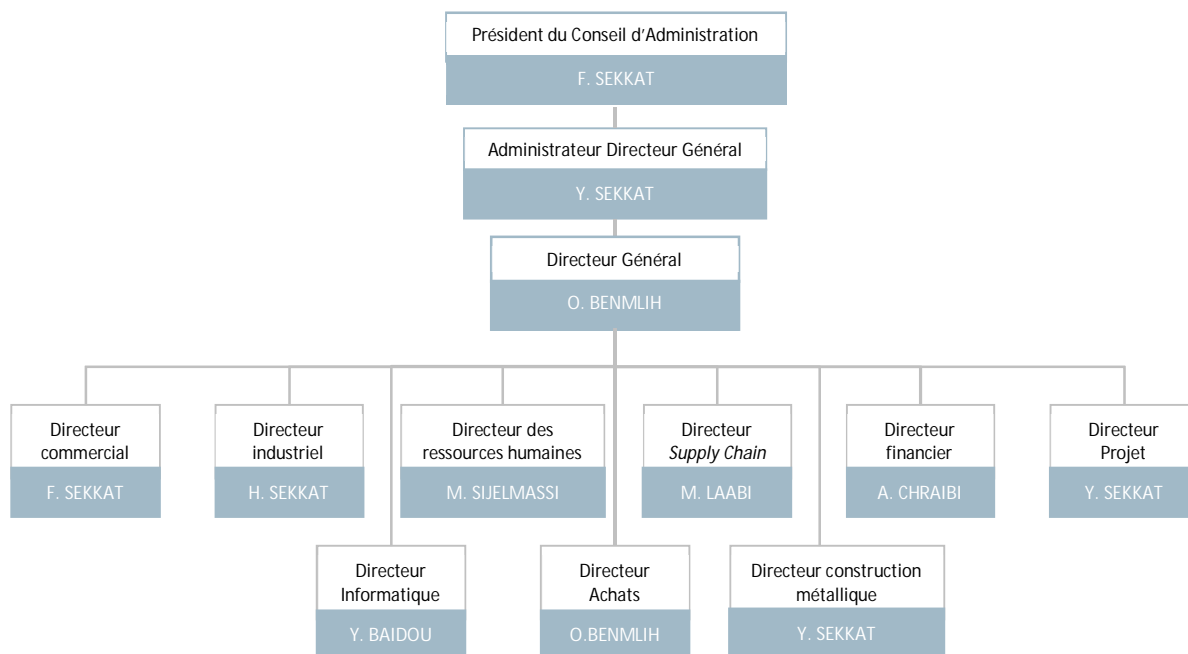 Président du Conseil d'Administration
F. SEKKAT
Administrateur Directeur Général
Y. SEKKAT
Directeur Général
O. BENMLIH
Directeur
commercial
F. SEKKAT
Directeur
industriel
H. SEKKAT
Directeur des
ressources humaines
M. SIJELMASSI
Directeur
Supply Chain
M. LAABI
Directeur
financier
A. CHRAIBI
Directeur
Projet
Y. SEKKAT
Directeur
Informatique
Y. BAIDOU
Directeur
Achats
O.BENMLIH
Directeur construction
métallique
Y. SEKKAT